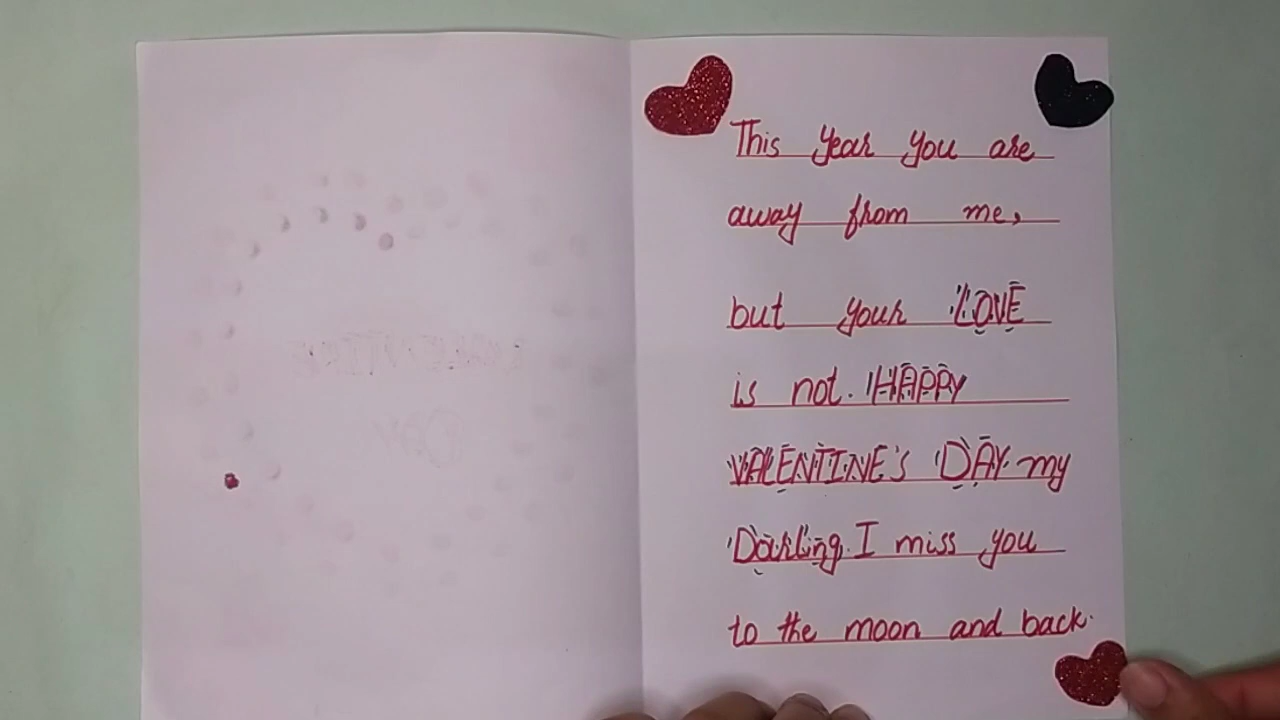 This year you are
away from me,
but your LOVE
is not. HAPPY
VALENTINE'S DAY my
Darling. I miss you
to the moon and back.